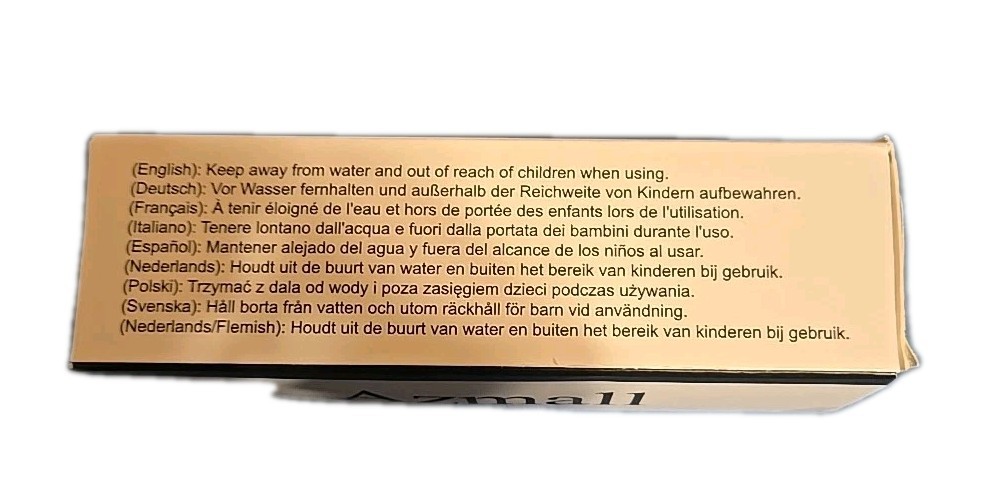 (English): Keep away from water and out of reach of children when using.
(Deutsch): Vor Wasser fernhalten und außerhalb der Reichweite von Kindern aufbewahren.
(Français): À tenir éloigné de l'eau et hors de portée des enfants lors de l'utilisation.
(Italiano): Tenere lontano dall'acqua e fuori dalla portata dei bambini durante l'uso.
(Español): Mantener alejado del agua y fuera del alcance de los niños al usar.
(Nederlands): Houdt uit de buurt van water en buiten het bereik van kinderen bij gebruik.
(Polski): Trzymać z dala od wody i poza zasięgiem dzieci podczas używania.
(Svenska): Håll borta från vatten och utom räckhåll för barn vid användning.
(Nederlands/Flemish): Houdt uit de buurt van water en buiten het bereik van kinderen bij gebruik.
Azmall